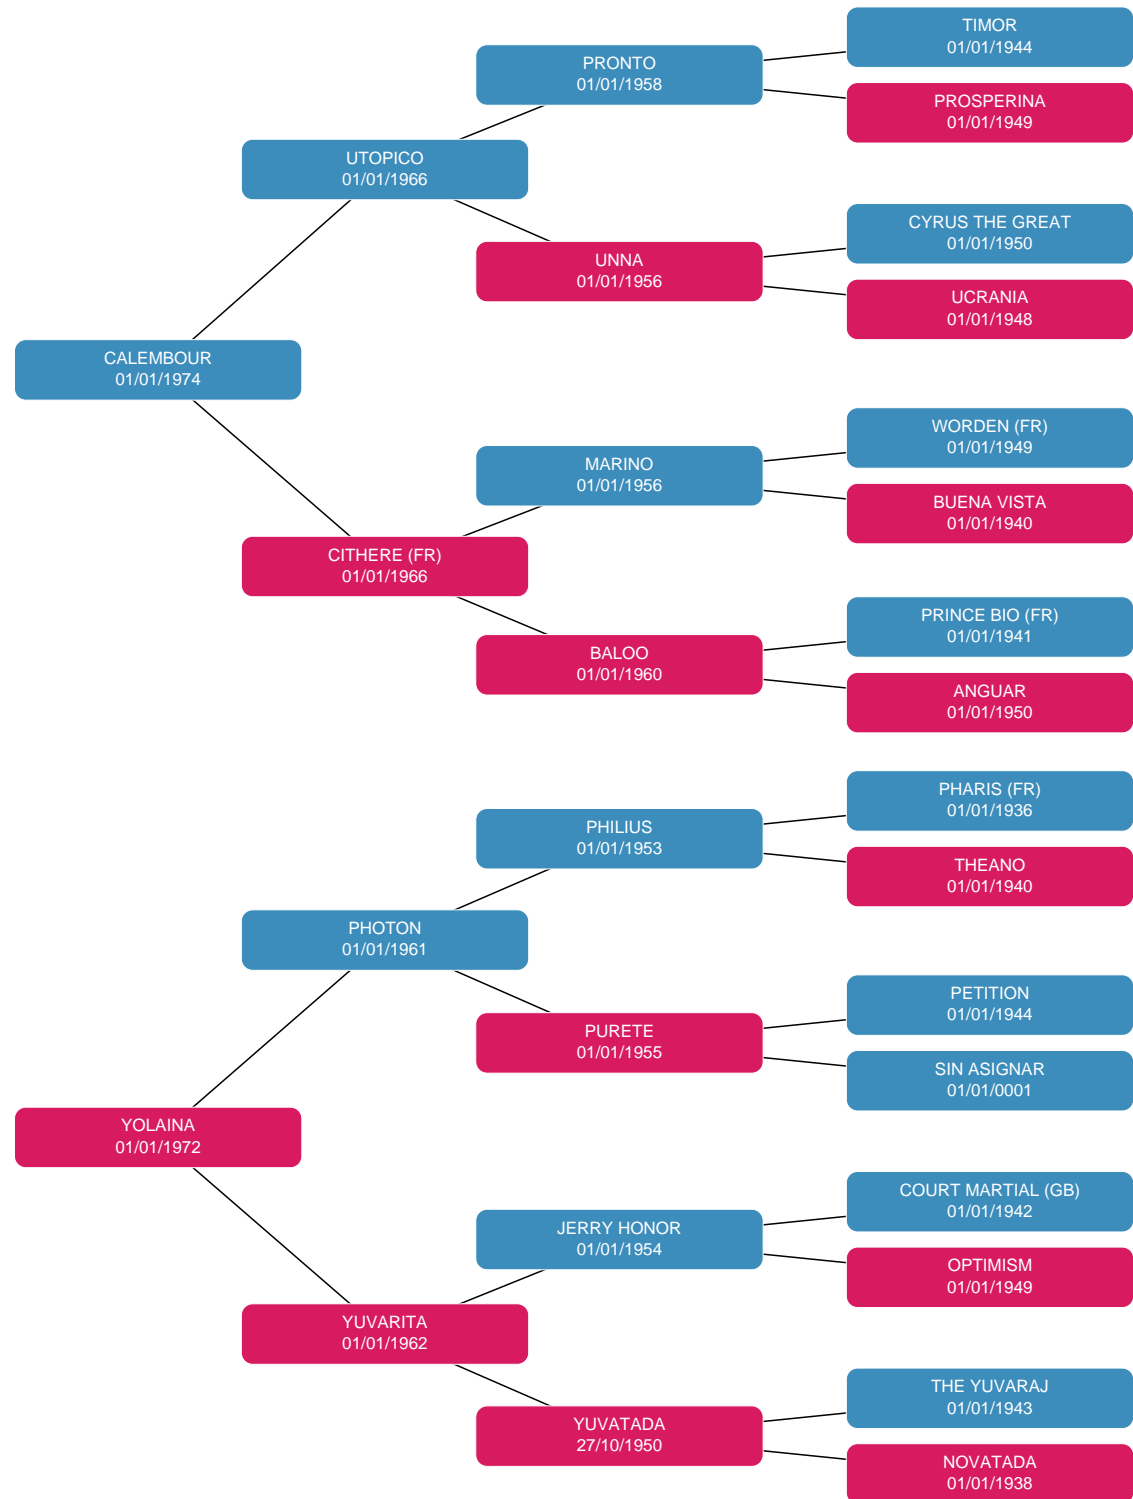 TIMOR
01/01/1944
PRONTO
01/01/1958
PROSPERINA
01/01/1949
UTOPICO
01/01/1966
CYRUS THE GREAT
01/01/1950
UNNA
01/01/1956
UCRANIA
01/01/1948
CALEMBOUR
01/01/1974
WORDEN (FR)
01/01/1949
MARINO
01/01/1956
BUENA VISTA
01/01/1940
CITHERE (FR)
01/01/1966
PRINCE BIO (FR)
01/01/1941
BALOO
01/01/1960
ANGUAR
01/01/1950
PHARIS (FR)
01/01/1936
PHILIUS
01/01/1953
THEANO
01/01/1940
PHOTON
01/01/1961
PETITION
01/01/1944
PURETE
01/01/1955
SIN ASIGNAR
01/01/0001
YOLAINA
01/01/1972
COURT MARTIAL (GB)
01/01/1942
JERRY HONOR
01/01/1954
OPTIMISM
01/01/1949
YUVARITA
01/01/1962
THE YUVARAJ
01/01/1943
YUVATADA
27/10/1950
NOVATADA
01/01/1938